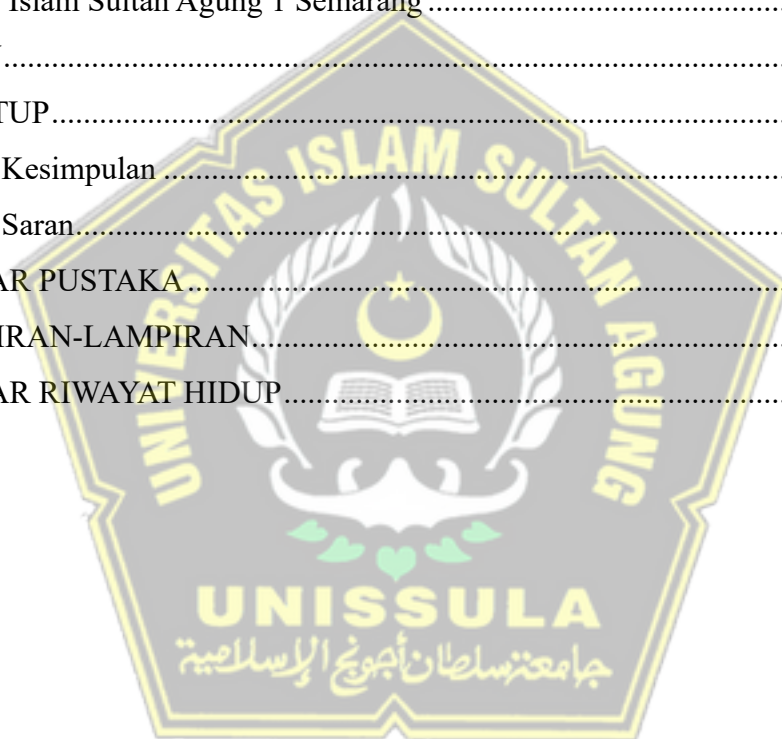 Islam Sultan Agung 1 Semarang
TUP
Kesimpulan
Saran
AR PUSTAKA
IRAN-LAMPIRAN
AR RIWAYAT HIDUP
UNIVERSITAS ISLAM SULTAN AGUNG
UNISSULA
جامعة سلطان أجونج الإسلامية